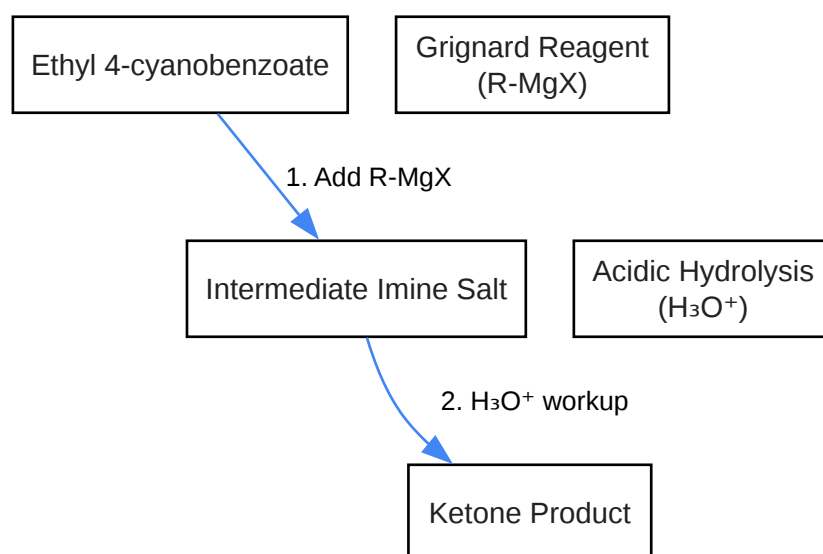 Ethyl 4-cyanobenzoate
Grignard Reagent
(R-MgX)
1. Add R-MgX
Intermediate Imine Salt
Acidic Hydrolysis
(H₃O⁺)
2. H₃O⁺ workup
Ketone Product